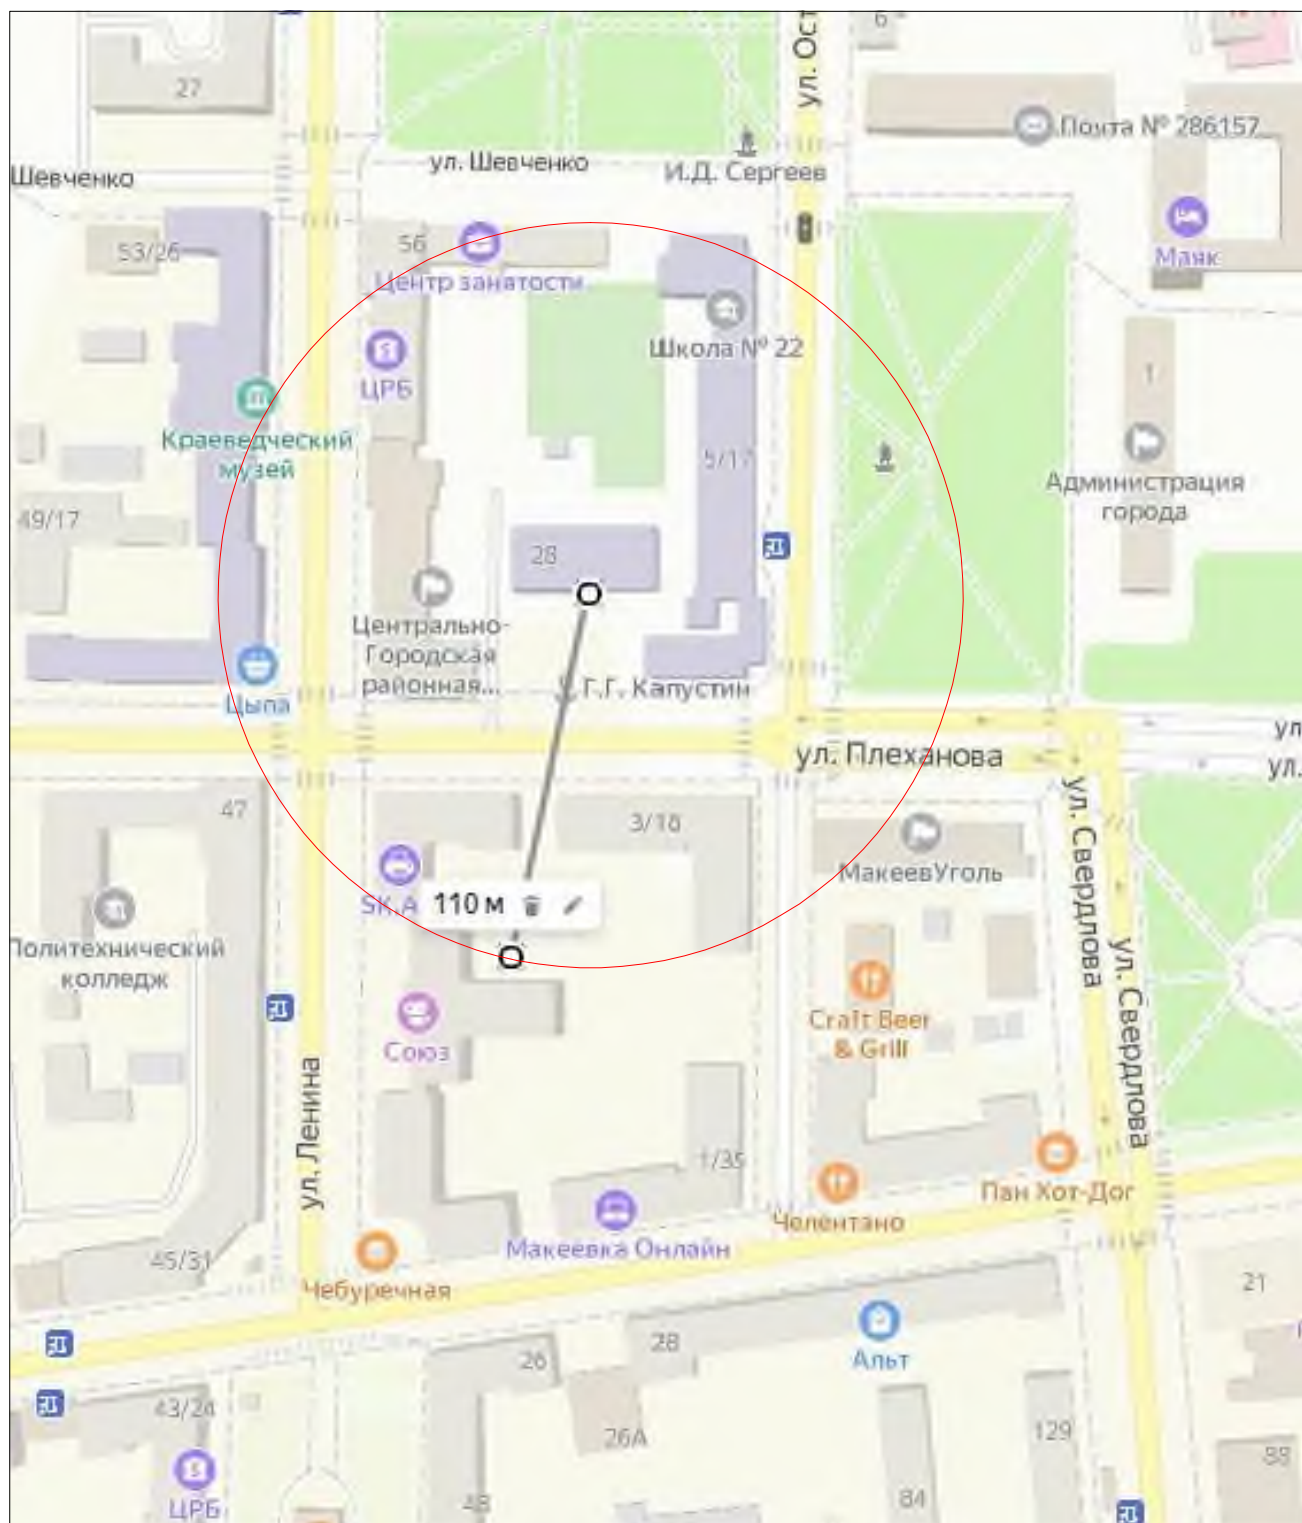 ул. Ост
6
27
Почта № 286157
ул. Шевченко
И.Д. Сергеев
Шевченко
53/26
56
Центр занятости
Маяк
Школа № 22
ЦРБ
1
Краеведческий
музей
5/17
Администрация
города
49/17
28
Центрально-
Городская
районная...
Г.Г. Капустин
Цыпа
ул. Плеханова
ул
ул.
47
3/18
ул. Свердлова
МакеевУголь
SK.A
110 м
Политехнический
колледж
ул. Свердлова
Craft Beer
& Grill
Союз
ул. Ленина
1/35
Пан Хот-Дог
Челентано
Макеевка Онлайн
45/31
Чебуречная
21
28
26
Альт
43/24
26А
129
88
ЦРБ
48
84